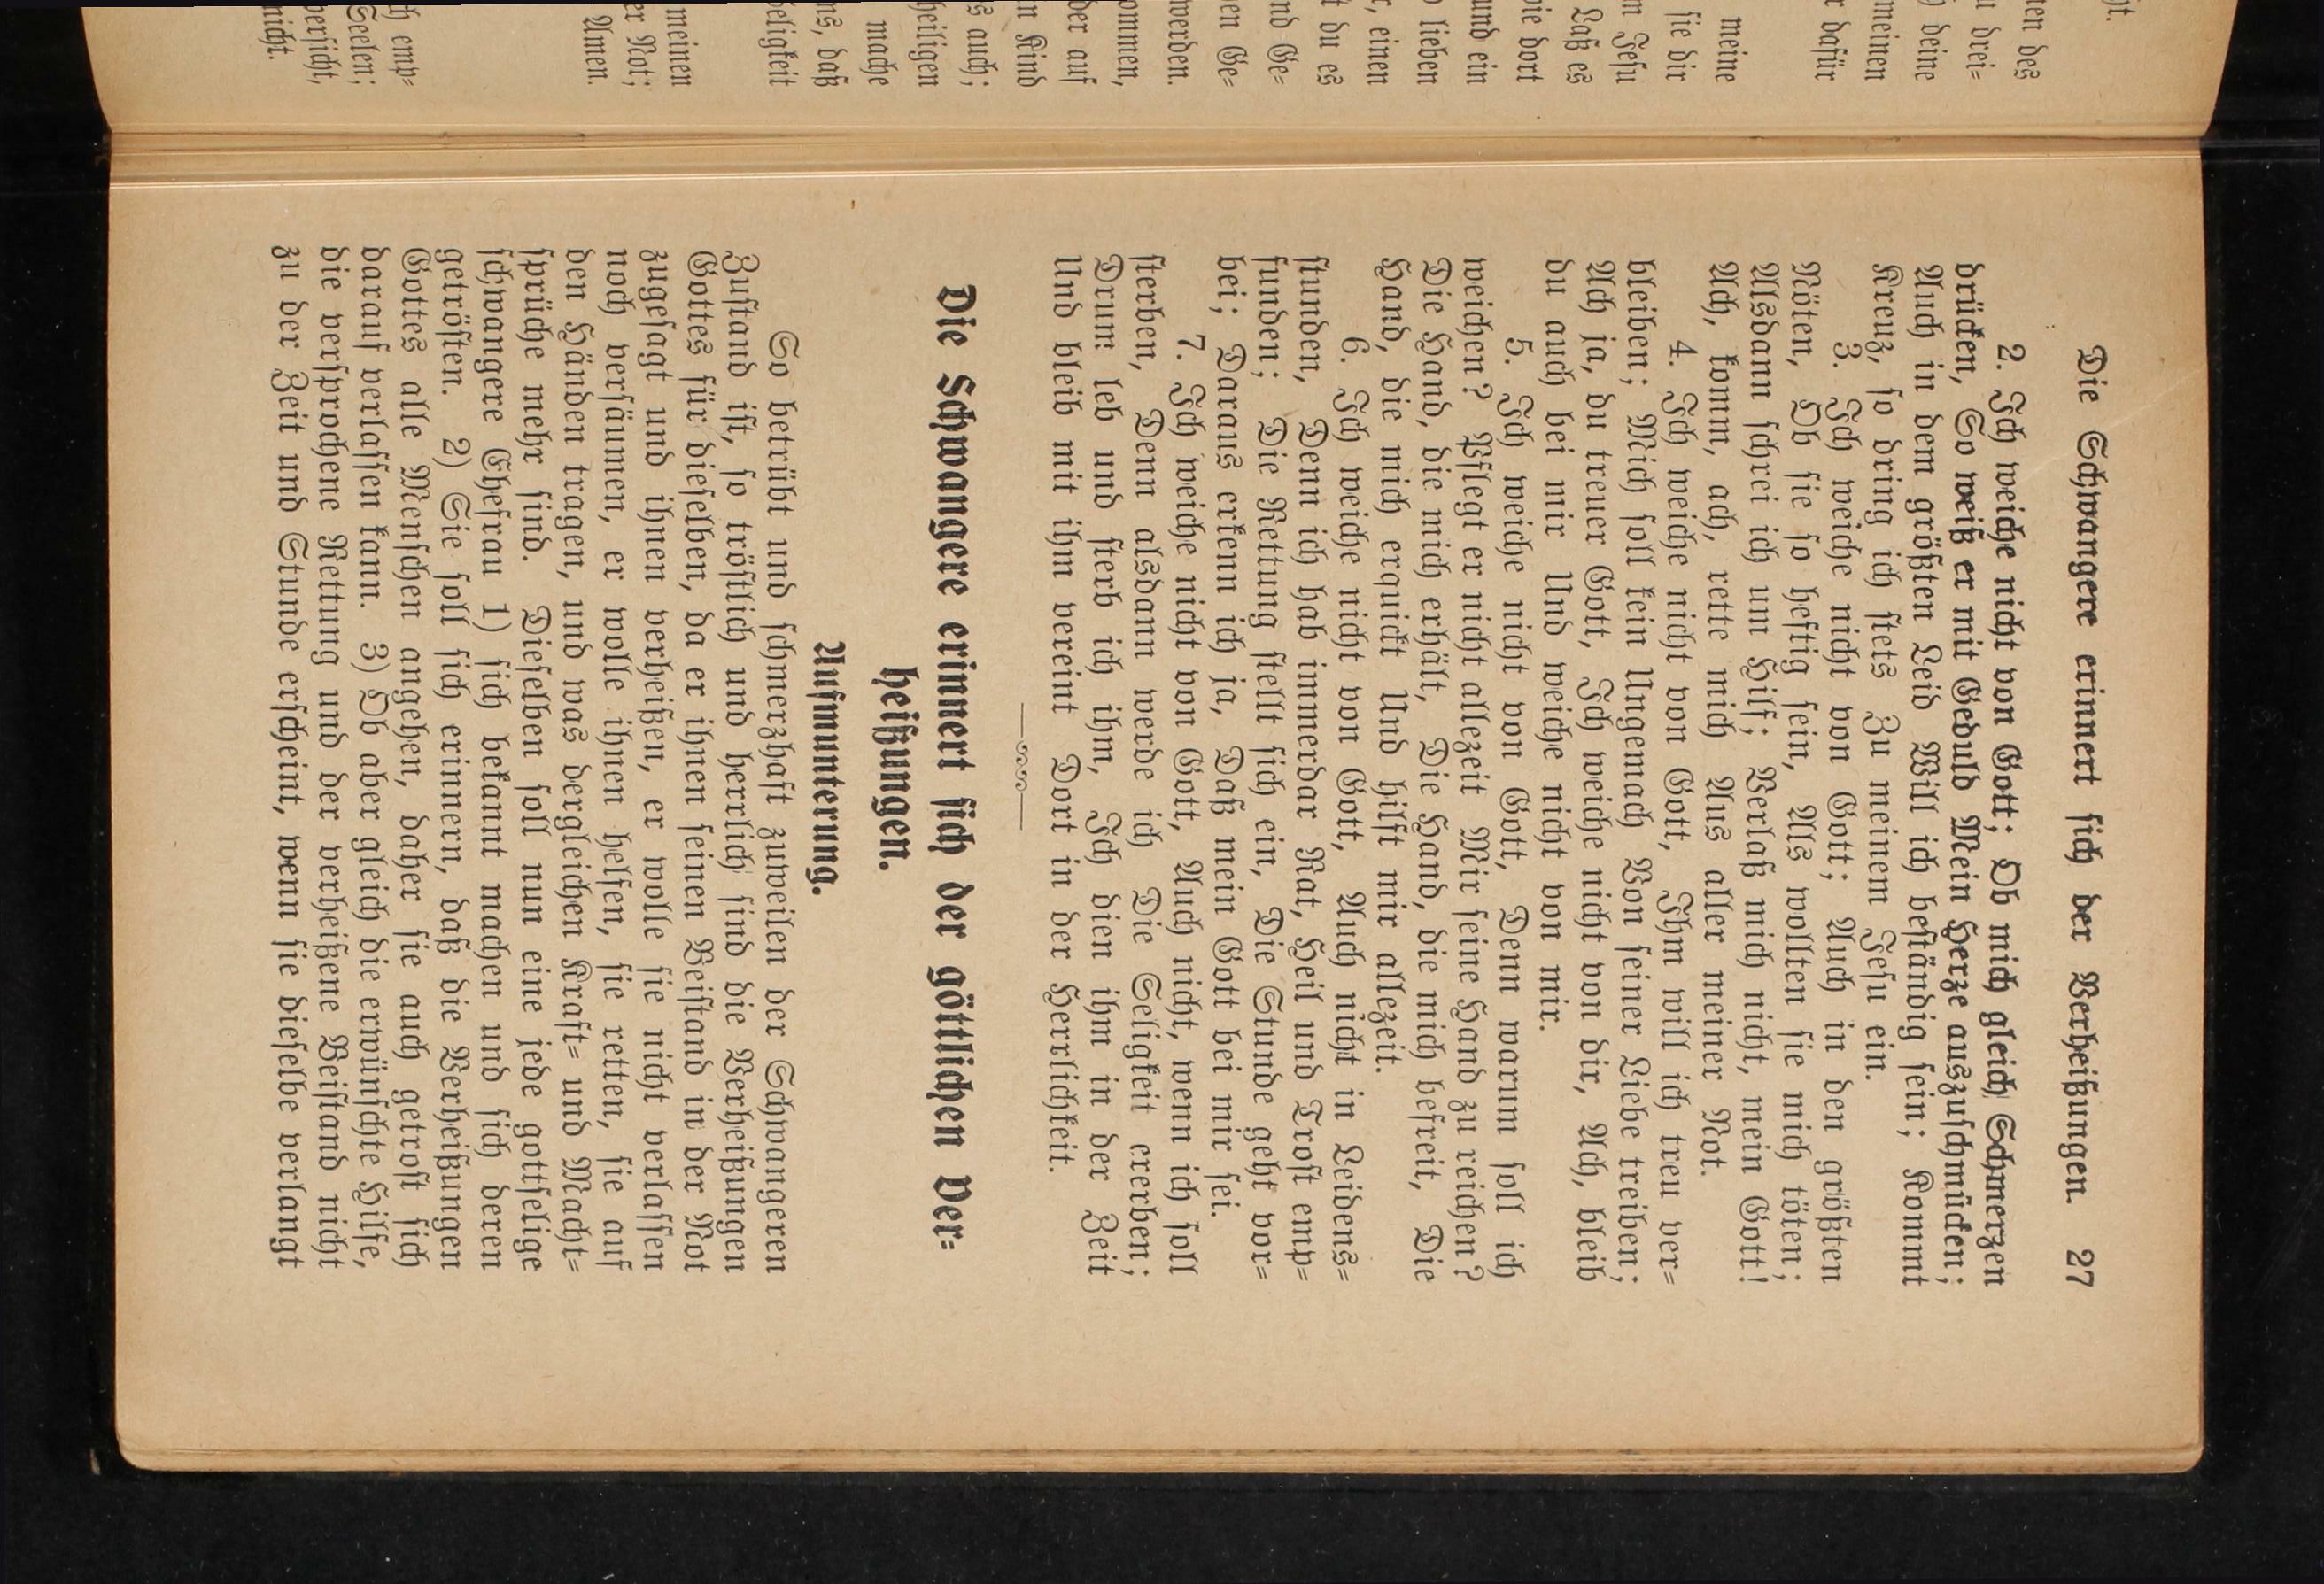 Die Schwangere erinnert sich der Verheißungen. 27
2. Ich weiche nicht von Gott; Ob mich gleich Schmerzen
drücken, So weiß er mit Geduld Mein Herze auszuschmücken;
Auch in dem größten Leid Will ich beständig sein; Kommt
Kreuz, so dring ich stets Zu meinem Jesu ein.
3. Ich weiche nicht von Gott; Auch in den größten
Nöten, Ob sie so heftig sein, Als wollten sie mich töten;
Alsdann schrei ich um Hilf; Verlaß mich nicht, mein Gott!
Ach, komm, ach, rette mich Aus aller meiner Not.
4. Ich weiche nicht von Gott, Ihm will ich treu ver=
bleiben; Mich soll kein Ungemach Von seiner Liebe treiben;
Ach ja, du treuer Gott, Ich weiche nicht von dir, Ach, bleib
du auch bei mir Und weiche nicht von mir.
5. Ich weiche nicht von Gott, Denn warum soll ich
weichen? Pflegt er nicht allezeit Mir seine Hand zu reichen?
Die Hand, die mich erhält, Die Hand, die mich befreit, Die
Hand, die mich erquickt Und hilft mir allezeit.
6. Ich weiche nicht von Gott, Auch nicht in Leidens=
stunden, Denn ich hab immerdar Rat, Heil und Trost emp=
funden; Die Rettung stellt sich ein, Die Stunde geht vor=
bei; Daraus erkenn ich ja, Daß mein Gott bei mir sei.
7. Ich weiche nicht von Gott, Auch nicht, wenn ich soll
sterben, Denn alsdann werde ich Die Seligkeit ererben;
Drum leb und sterb ich ihm, Ich dien ihm in der Zeit
Und bleib mit ihm vereint Dort in der Herrlichkeit.
Die Schwangere erinnert sich der göttlichen Ver=
heißungen.
Aufmunterung.
So betrübt und schmerzhaft zuweilen der Schwangeren
Zustand ist, so tröstlich und herrlich sind die Verheißungen
Gottes für dieselben, da er ihnen seinen Beistand in der Not
zugesagt und ihnen verheißen, er wolle sie nicht verlassen
noch versäumen, er wolle ihnen helfen, sie retten, sie auf
den Händen tragen, und was dergleichen Kraft= und Macht=
sprüche mehr sind. Dieselben soll nun eine jede gottselige
schwangere Ehefrau 1) sich bekannt machen und sich deren
getrösten. 2) Sie soll sich erinnern, daß die Verheißungen
Gottes alle Menschen angehen, daher sie auch getrost sich
darauf verlassen kann. 3) Ob aber gleich die erwünschte Hilfe,
die versprochene Rettung und der verheißene Beistand nicht
zu der Zeit und Stunde erscheint, wenn sie dieselbe verlangt